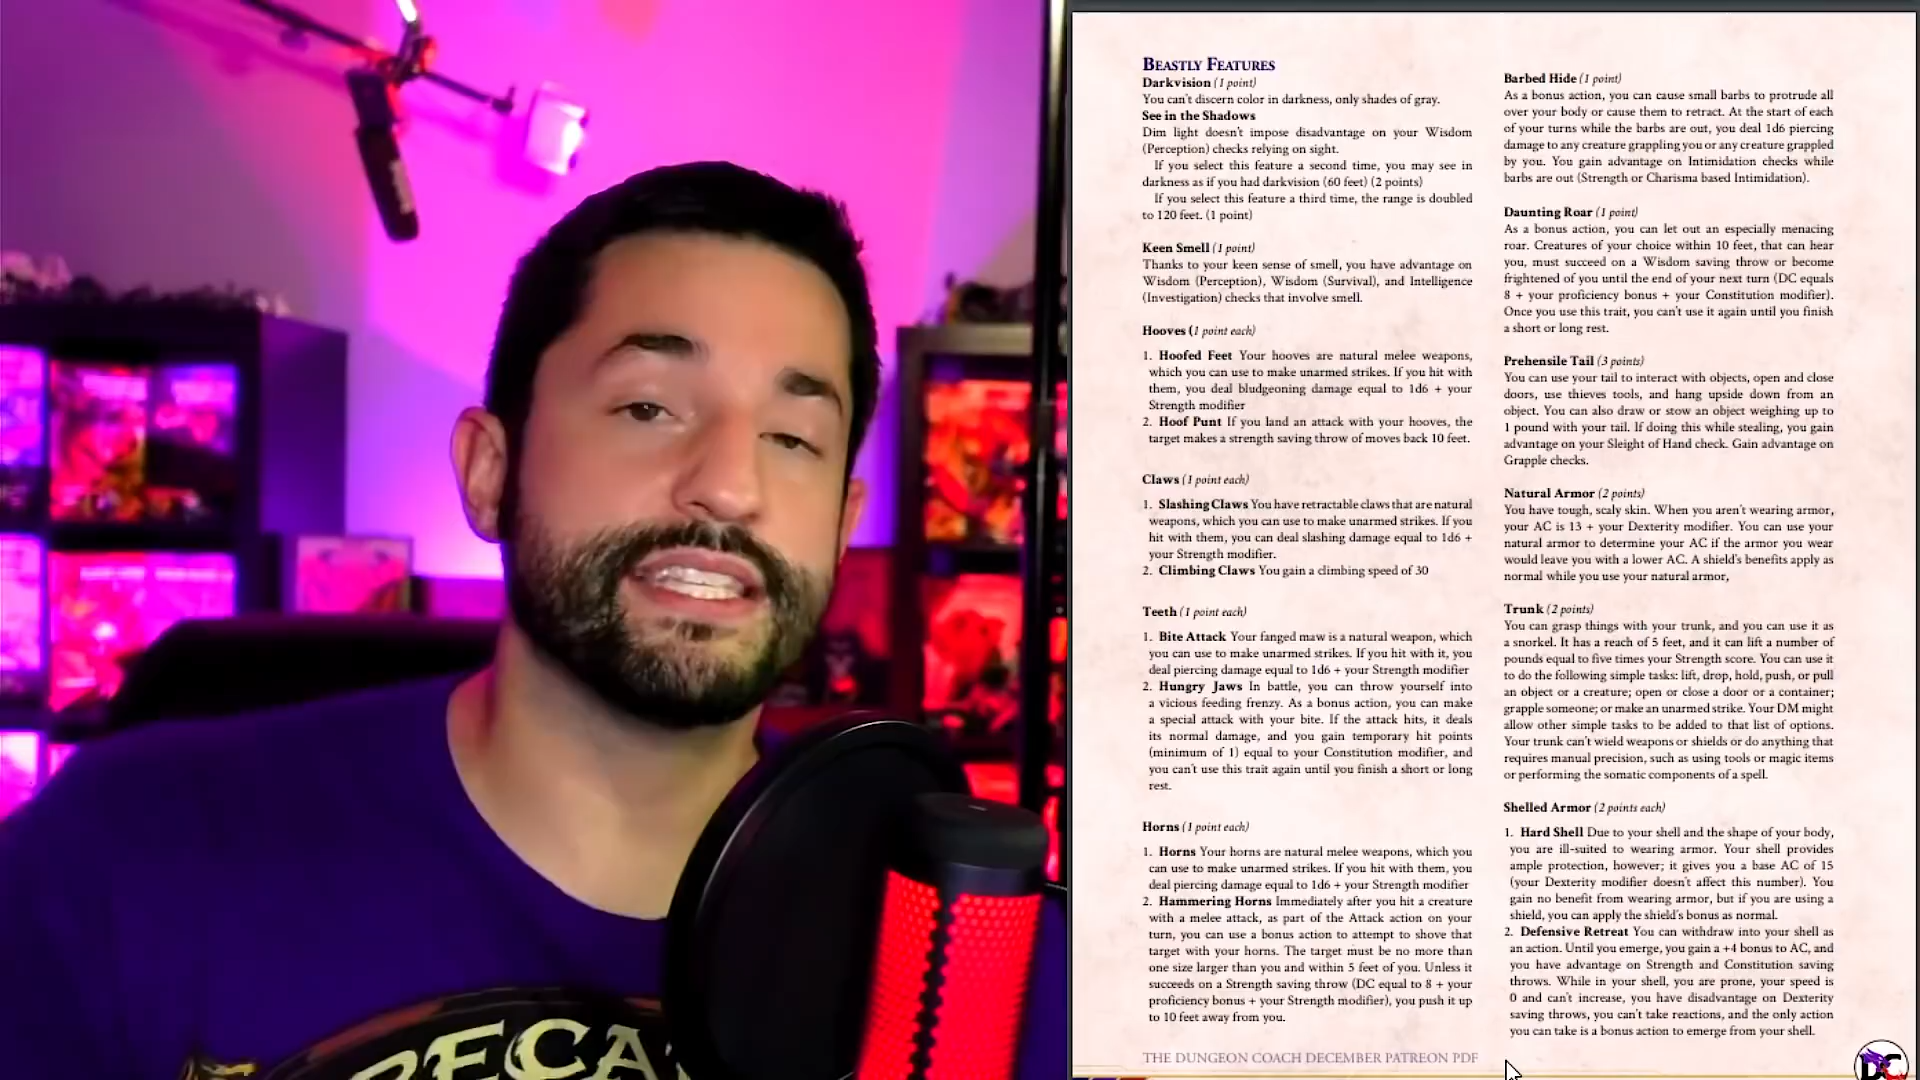 BEASTLY FEATURES
Darkvision (1 point)
You can't discern color in darkness, only shades of gray.
See in the Shadows
Dim light doesn't impose disadvantage on your Wisdom
(Perception) checks relying on sight.
If you select this feature a second time, you may see in
darkness as if you had darkvision (60 feet) (2 points)
If you select this feature a third time, the range is doubled
to 120 feet. (1 point)
Keen Smell (1 point)
Thanks to your keen sense of smell, you have advantage on
Wisdom (Perception), Wisdom (Survival), and Intelligence
(Investigation) checks that involve smell.
Hooves (1 point each)
1. Hoofed Feet Your hooves are natural melee weapons,
which you can use to make unarmed strikes. If you hit with
them, you deal bludgeoning damage equal to 1d6 + your
Strength modifier
2. Hoof Punt If you land an attack with your hooves, the
target makes a strength saving throw of moves back 10 feet.
Claws (1 point each)
1. Slashing Claws You have retractable claws that are natural
weapons, which you can use to make unarmed strikes. If you
hit with them, you can deal slashing damage equal to 1d6 +
your Strength modifier.
2. Climbing Claws You gain a climbing speed of 30
Teeth (1 point each)
1. Bite Attack Your fanged maw is a natural weapon, which
you can use to make unarmed strikes. If you hit with it, you
deal piercing damage equal to 1d6 + your Strength modifier
2. Hungry Jaws In battle, you can throw yourself into
a vicious feeding frenzy. As a bonus action, you can make
a special attack with your bite. If the attack hits, it deals
its normal damage, and you gain temporary hit points
(minimum of 1) equal to your Constitution modifier, and
you can't use this trait again until you finish a short or long
rest.
Horns (1 point each)
1. Horns Your horns are natural melee weapons, which you
can use to make unarmed strikes. If you hit with them, you
deal piercing damage equal to 1d6 + your Strength modifier
2. Hammering Horns Immediately after you hit a creature
with a melee attack, as part of the Attack action on your
turn, you can use a bonus action to attempt to shove that
target with your horns. The target must be no more than
one size larger than you and within 5 feet of you. Unless it
succeeds on a Strength saving throw (DC equal to 8 + your
proficiency bonus + your Strength modifier), you push it up
to 10 feet away from you.
Barbed Hide (1 point)
As a bonus action, you can cause small barbs to protrude all
over your body or cause them to retract. At the start of each
of your turns while the barbs are out, you deal 1d6 piercing
damage to any creature grappling you or any creature grappled
by you. You gain advantage on Intimidation checks while
barbs are out (Strength or Charisma based Intimidation).
Daunting Roar (1 point)
As a bonus action, you can let out an especially menacing
roar. Creatures of your choice within 10 feet, that can hear
you, must succeed on a Wisdom saving throw or become
frightened of you until the end of your next turn (DC equals
8 + your proficiency bonus + your Constitution modifier).
Once you use this trait, you can't use it again until you finish
a short or long rest.
Prehensile Tail (3 points)
You can use your tail to interact with objects, open and close
doors, use thieves tools, and hang upside down from an
object. You can also draw or stow an object weighing up to
1 pound with your tail. If doing this while stealing, you gain
advantage on your Sleight of Hand check. Gain advantage on
Grapple checks.
Natural Armor (2 points)
You have tough, scaly skin. When you aren't wearing armor,
your AC is 13 + your Dexterity modifier. You can use your
natural armor to determine your AC if the armor you wear
would leave you with a lower AC. A shield's benefits apply as
normal while you use your natural armor,
Trunk (2 points)
You can grasp things with your trunk, and you can use it as
a snorkel. It has a reach of 5 feet, and it can lift a number of
pounds equal to five times your Strength score. You can use it
to do the following simple tasks: lift, drop, hold, push, or pull
an object or a creature; open or close a door or a container;
grapple someone; or make an unarmed strike. Your DM might
allow other simple tasks to be added to that list of options.
Your trunk can't wield weapons or shields or do anything that
requires manual precision, such as using tools or magic items
or performing the somatic components of a spell.
Shelled Armor (2 points each)
1. Hard Shell Due to your shell and the shape of your body,
you are ill-suited to wearing armor. Your shell provides
ample protection, however; it gives you a base AC of 15
(your Dexterity modifier doesn't affect this number). You
gain no benefit from wearing armor, but if you are using a
shield, you can apply the shield's bonus as normal.
2. Defensive Retreat You can withdraw into your shell as
an action. Until you emerge, you gain a +4 bonus to AC, and
you have advantage on Strength and Constitution saving
throws. While in your shell, you are prone, your speed is
0 and can't increase, you have disadvantage on Dexterity
saving throws, you can't take reactions, and the only action
you can take is a bonus action to emerge from your shell.
THE DUNGEON COACH DECEMBER PATREON PDF
DC